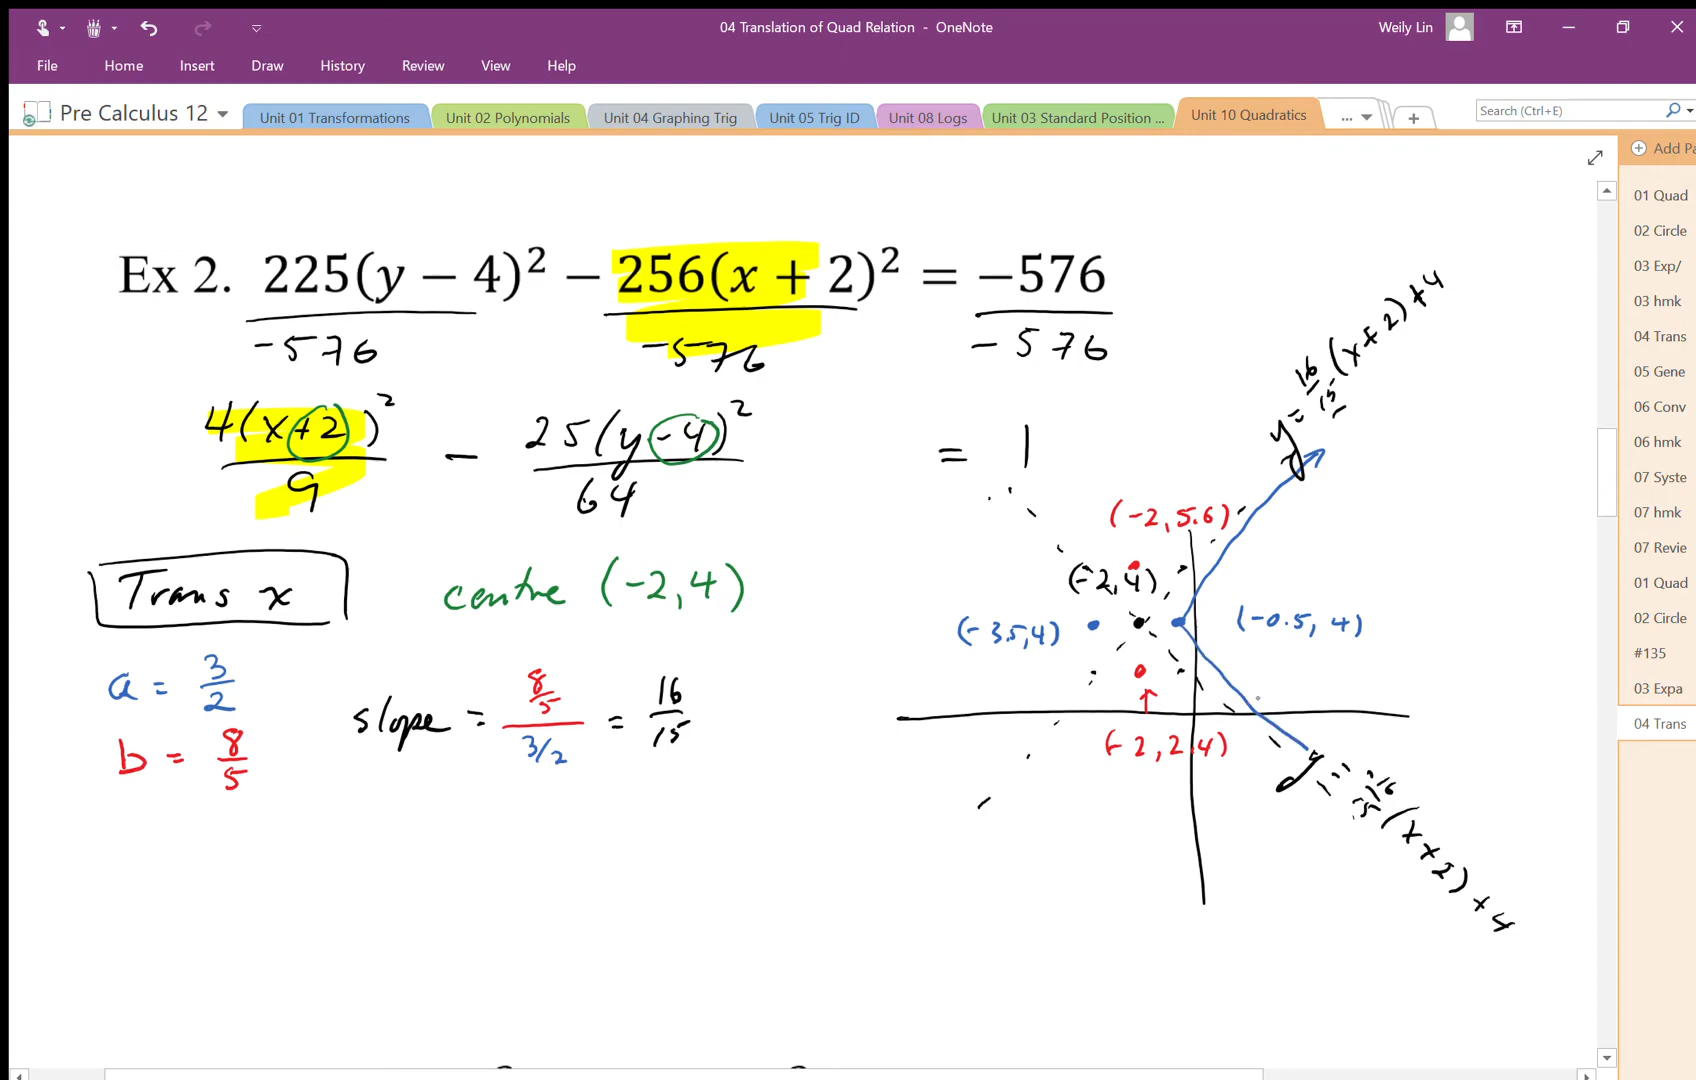 04 Translation of Quad Relation - OneNote
Weily Lin
File Home Insert Draw History Review View Help
Pre Calculus 12
Unit 01 Transformations
Unit 02 Polynomials
Unit 04 Graphing Trig
Unit 05 Trig ID
Unit 08 Logs
Unit 03 Standard Position ...
Unit 10 Quadratics
...
Search (Ctrl+E)
Add Pa
01 Quad
02 Circle
03 Exp/
03 hmk
04 Trans
05 Gene
06 Conv
06 hmk
07 Syste
07 hmk
07 Revie
01 Quad
02 Circle
#135
03 Expa
04 Trans
Ex 2. 225(y − 4)² − 256(x + 2)² = −576
-576 -576 -576
4(x+2)²/9 - 25(y-4)²/64 = 1
Trans x
centre (-2,4)
a = 3/2
b = 8/5
slope = (8/5)/(3/2) = 16/15
y = 16/15 (x+2)+4
(-2, 5.6)
(-2,4)
(-3.5,4)
(-0.5, 4)
(-2, 2.4)
y = -16/15 (x+2)+4